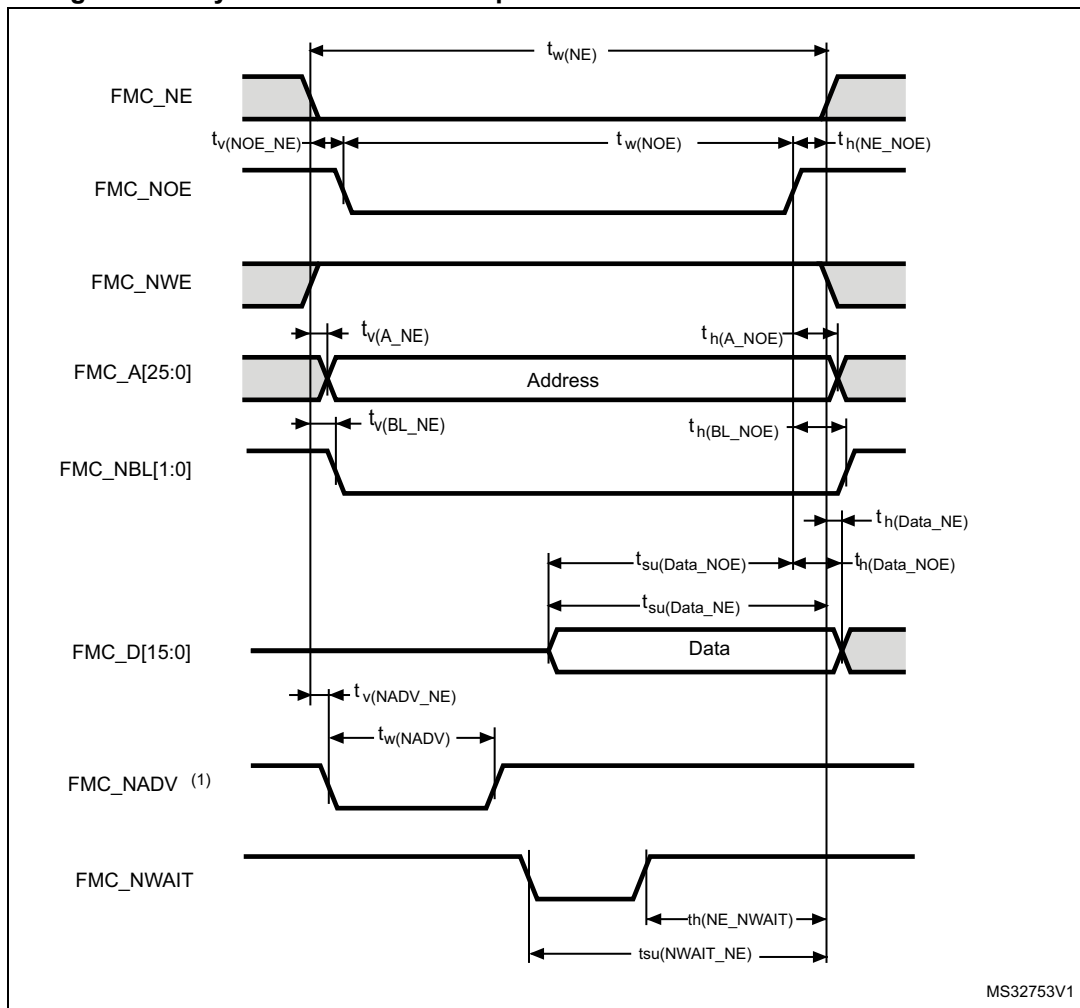 tw(NE)
FMC_NE
tv(NOE_NE)
tw(NOE)
th(NE_NOE)
FMC_NOE
FMC_NWE
tv(A_NE)
th(A_NOE)
FMC_A[25:0]
Address
tv(BL_NE)
th(BL_NOE)
FMC_NBL[1:0]
th(Data_NE)
tsu(Data_NOE)
th(Data_NOE)
tsu(Data_NE)
FMC_D[15:0]
Data
tv(NADV_NE)
tw(NADV)
FMC_NADV (1)
FMC_NWAIT
th(NE_NWAIT)
tsu(NWAIT_NE)
MS32753V1